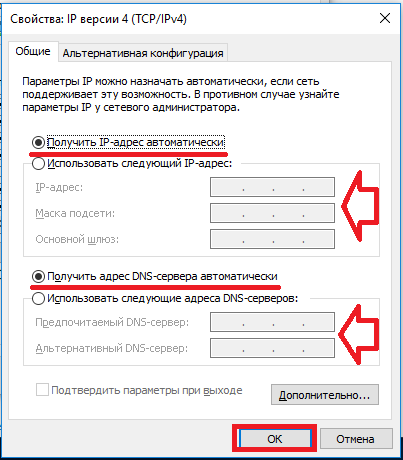 Свойства: IP версии 4 (TCP/IPv4)
Общие
Альтернативная конфигурация
Параметры IP можно назначать автоматически, если сеть
поддерживает эту возможность. В противном случае узнайте
параметры IP у сетевого администратора.
Получить IP-адрес автоматически
Использовать следующий IP-адрес:
IP-адрес:
Маска подсети:
Основной шлюз:
Получить адрес DNS-сервера автоматически
Использовать следующие адреса DNS-серверов:
Предпочитаемый DNS-сервер:
Альтернативный DNS-сервер:
Подтвердить параметры при выходе
Дополнительно...
ОК
Отмена